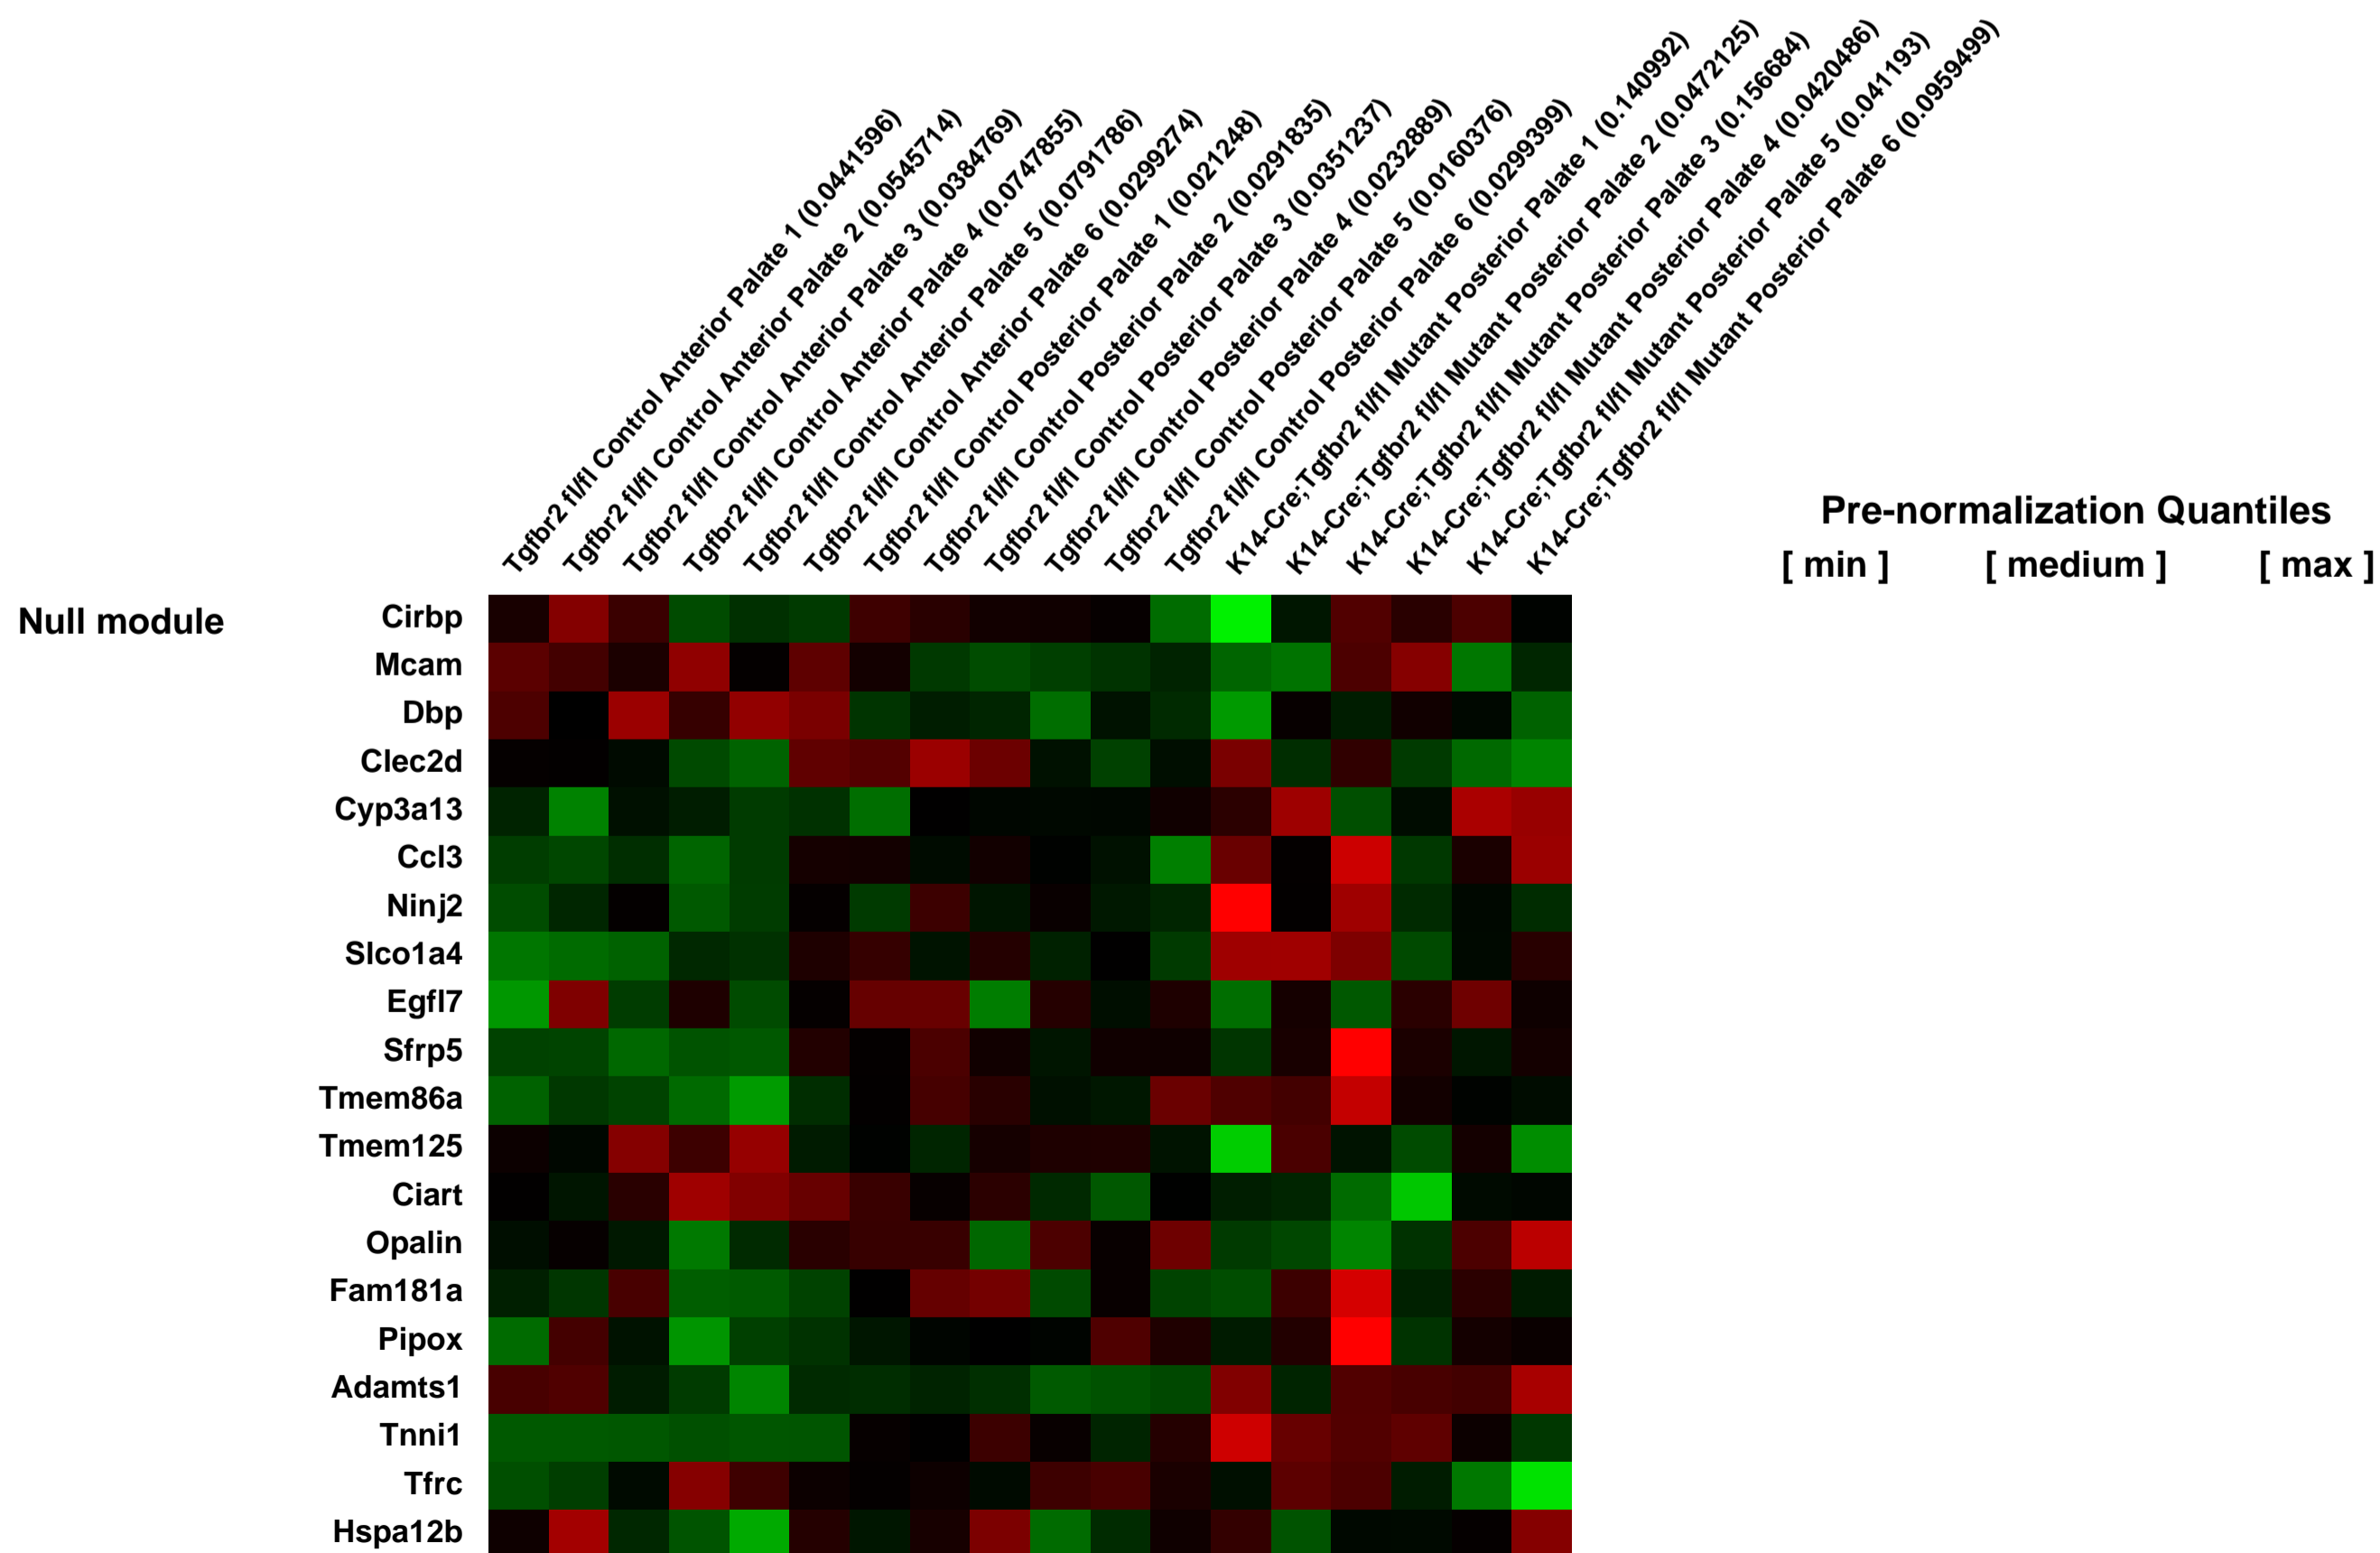 Tgfbr2 fl/fl Control Anterior Palate 1 (0.0441596)
Tgfbr2 fl/fl Control Anterior Palate 2 (0.0545714)
Tgfbr2 fl/fl Control Anterior Palate 3 (0.0384769)
Tgfbr2 fl/fl Control Anterior Palate 4 (0.0747855)
Tgfbr2 fl/fl Control Anterior Palate 5 (0.0791786)
Tgfbr2 fl/fl Control Anterior Palate 6 (0.0299274)
Tgfbr2 fl/fl Control Posterior Palate 1 (0.021248)
Tgfbr2 fl/fl Control Posterior Palate 2 (0.0291835)
Tgfbr2 fl/fl Control Posterior Palate 3 (0.0351237)
Tgfbr2 fl/fl Control Posterior Palate 4 (0.0232889)
Tgfbr2 fl/fl Control Posterior Palate 5 (0.0160376)
Tgfbr2 fl/fl Control Posterior Palate 6 (0.0299399)
K14-Cre;Tgfbr2 fl/fl Mutant Posterior Palate 1 (0.140992)
K14-Cre;Tgfbr2 fl/fl Mutant Posterior Palate 2 (0.0472125)
K14-Cre;Tgfbr2 fl/fl Mutant Posterior Palate 3 (0.156684)
K14-Cre;Tgfbr2 fl/fl Mutant Posterior Palate 4 (0.0420486)
K14-Cre;Tgfbr2 fl/fl Mutant Posterior Palate 5 (0.041193)
K14-Cre;Tgfbr2 fl/fl Mutant Posterior Palate 6 (0.0959499)
Pre-normalization Quantiles
[ min ] [ medium ] [ max ]
Null module
Cirbp
Mcam
Dbp
Clec2d
Cyp3a13
Ccl3
Ninj2
Slco1a4
Egfl7
Sfrp5
Tmem86a
Tmem125
Ciart
Opalin
Fam181a
Pipox
Adamts1
Tnni1
Tfrc
Hspa12b